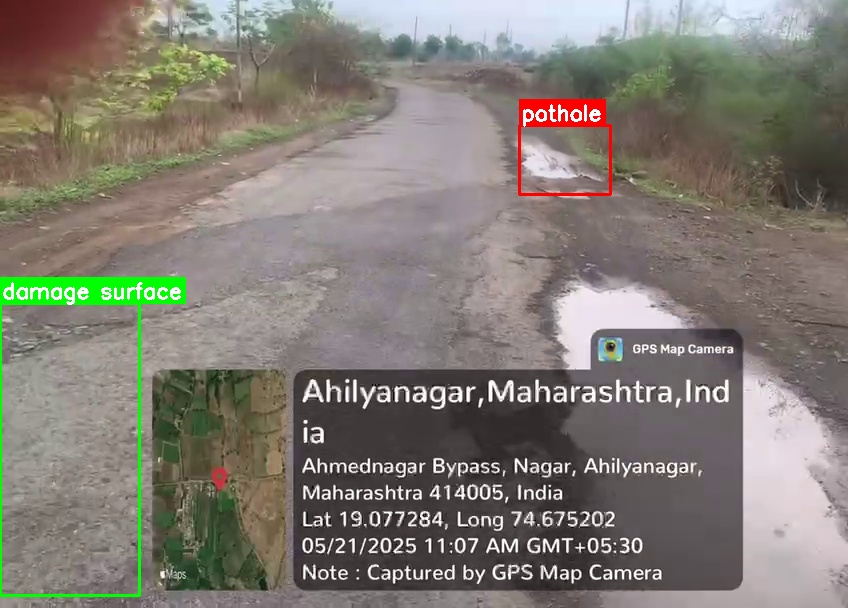 pothole
damage surface
GPS Map Camera
Ahilyanagar,Maharashtra,Ind
ia
Ahmednagar Bypass, Nagar, Ahilyanagar,
Maharashtra 414005, India
Lat 19.077284, Long 74.675202
05/21/2025 11:07 AM GMT+05:30
Note : Captured by GPS Map Camera
Maps